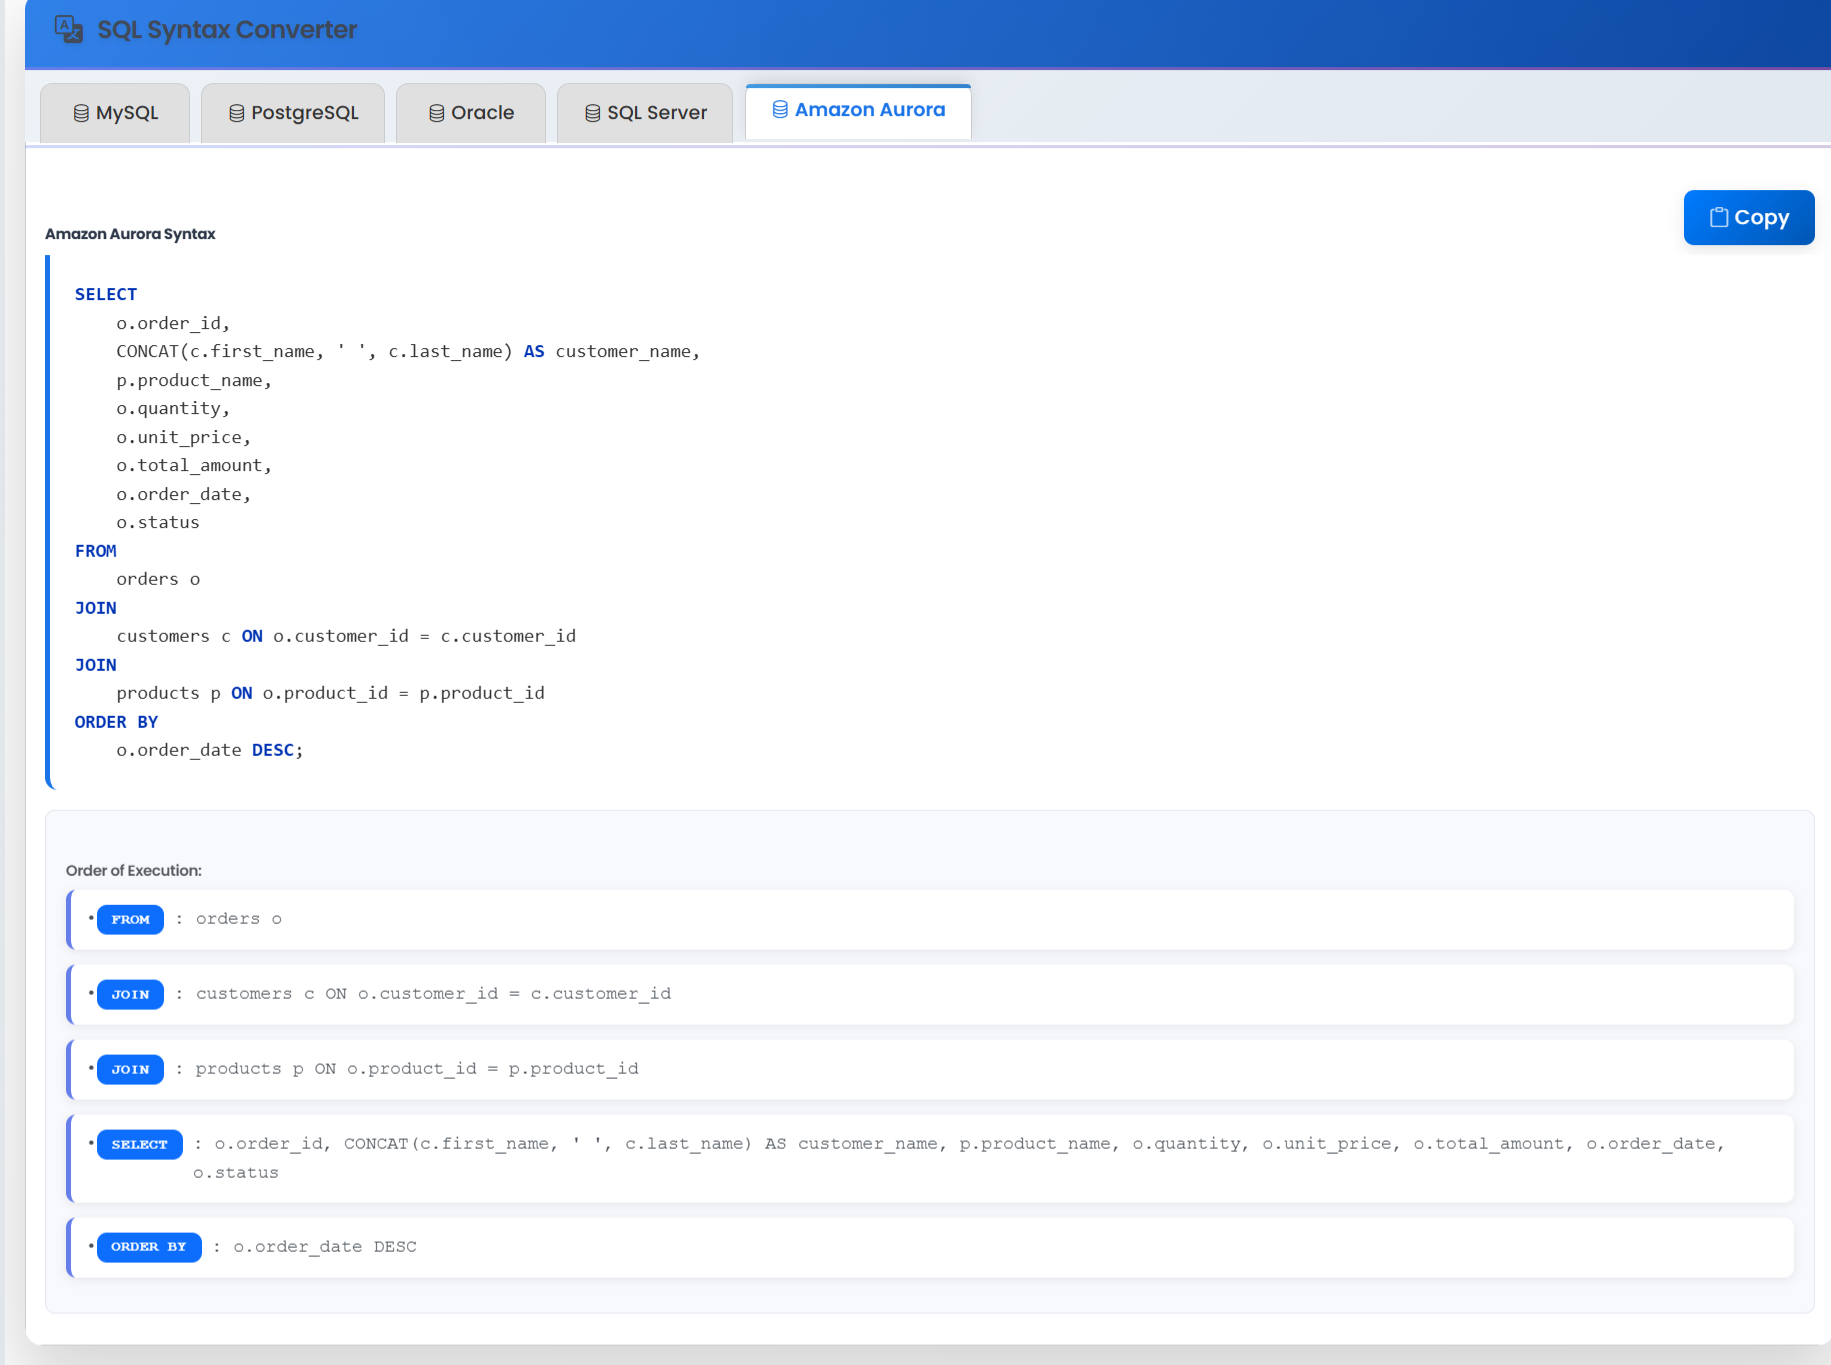 SQL Syntax Converter
MySQL
PostgreSQL
Oracle
SQL Server
Amazon Aurora
Copy
Amazon Aurora Syntax
SELECT
    o.order_id,
    CONCAT(c.first_name, ' ', c.last_name) AS customer_name,
    p.product_name,
    o.quantity,
    o.unit_price,
    o.total_amount,
    o.order_date,
    o.status
FROM
    orders o
JOIN
    customers c ON o.customer_id = c.customer_id
JOIN
    products p ON o.product_id = p.product_id
ORDER BY
    o.order_date DESC;
Order of Execution:
• FROM : orders o
• JOIN : customers c ON o.customer_id = c.customer_id
• JOIN : products p ON o.product_id = p.product_id
• SELECT : o.order_id, CONCAT(c.first_name, ' ', c.last_name) AS customer_name, p.product_name, o.quantity, o.unit_price, o.total_amount, o.order_date,
o.status
• ORDER BY : o.order_date DESC